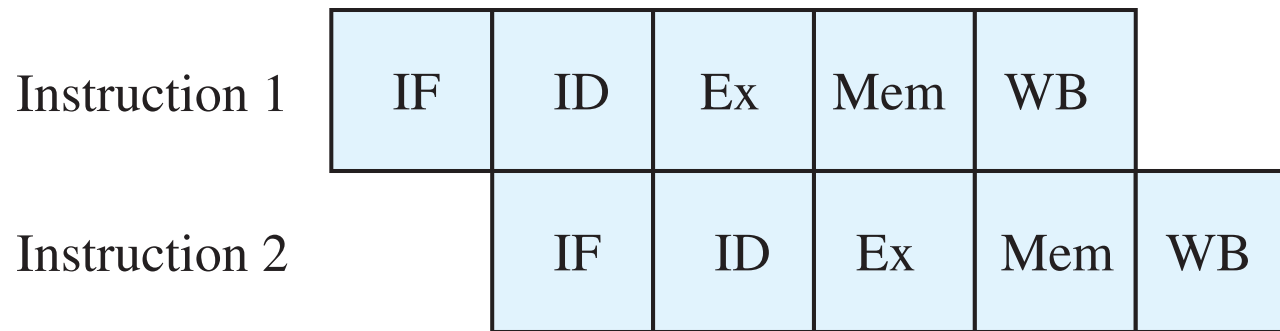 Instruction 1 IF ID Ex Mem WB
Instruction 2 IF ID Ex Mem WB